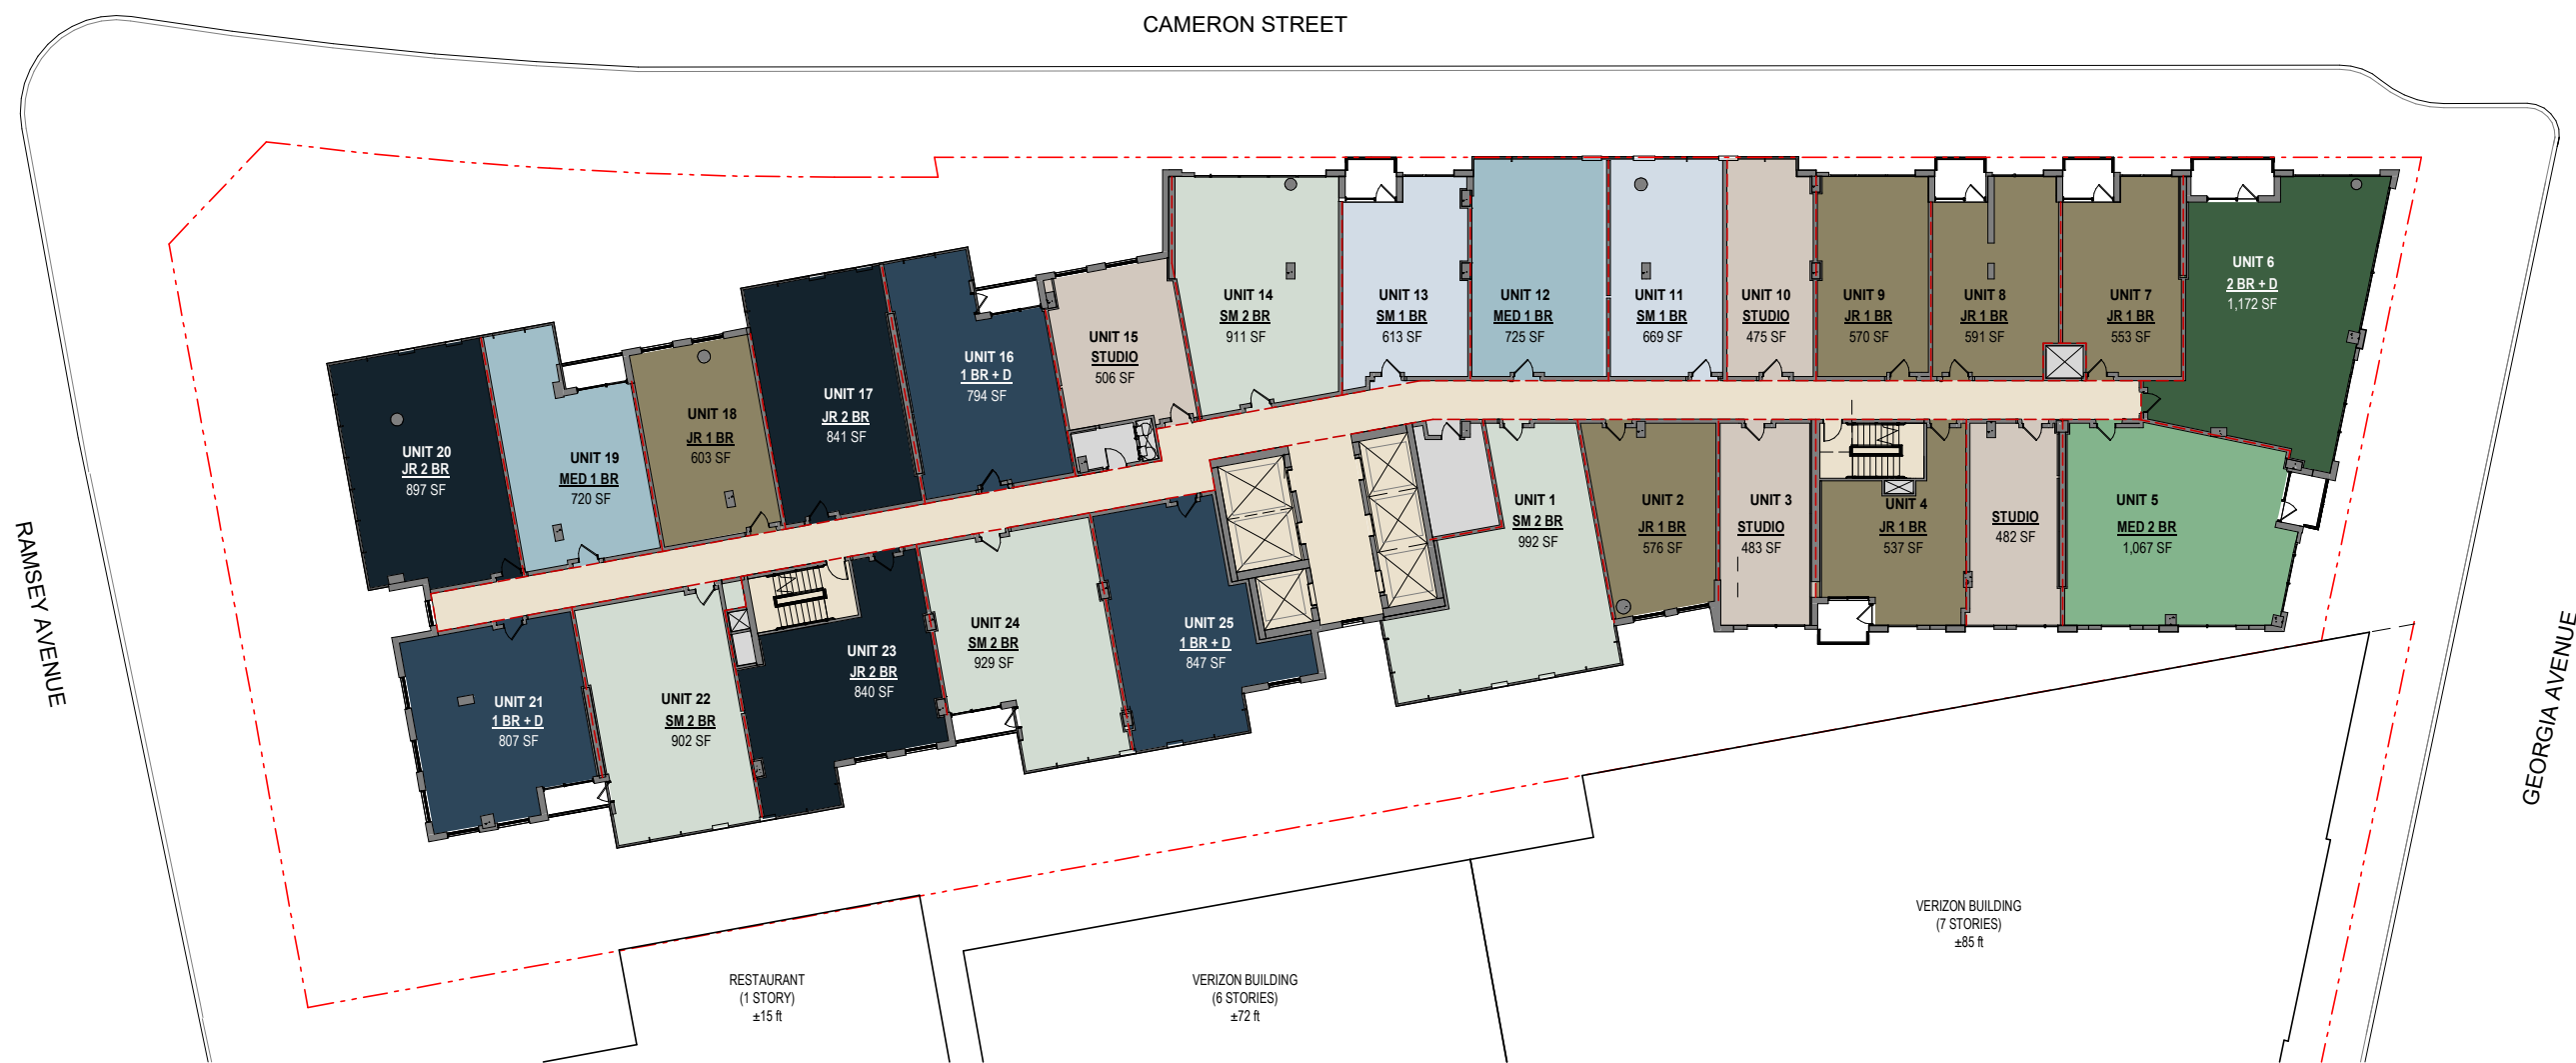 CAMERON STREET
RAMSEY AVENUE
GEORGIA AVENUE
UNIT 20
JR 2 BR
897 SF
UNIT 19
MED 1 BR
720 SF
UNIT 18
JR 1 BR
603 SF
UNIT 17
JR 2 BR
841 SF
UNIT 16
1 BR + D
794 SF
UNIT 15
STUDIO
506 SF
UNIT 14
SM 2 BR
911 SF
UNIT 13
SM 1 BR
613 SF
UNIT 12
MED 1 BR
725 SF
UNIT 11
SM 1 BR
669 SF
UNIT 10
STUDIO
475 SF
UNIT 9
JR 1 BR
570 SF
UNIT 8
JR 1 BR
591 SF
UNIT 7
JR 1 BR
553 SF
UNIT 6
2 BR + D
1,172 SF
UNIT 21
1 BR + D
807 SF
UNIT 22
SM 2 BR
902 SF
UNIT 23
JR 2 BR
840 SF
UNIT 24
SM 2 BR
929 SF
UNIT 25
1 BR + D
847 SF
UNIT 1
SM 2 BR
992 SF
UNIT 2
JR 1 BR
576 SF
UNIT 3
STUDIO
483 SF
UNIT 4
JR 1 BR
537 SF
STUDIO
482 SF
UNIT 5
MED 2 BR
1,067 SF
RESTAURANT
(1 STORY)
±15 ft
VERIZON BUILDING
(6 STORIES)
±72 ft
VERIZON BUILDING
(7 STORIES)
±85 ft